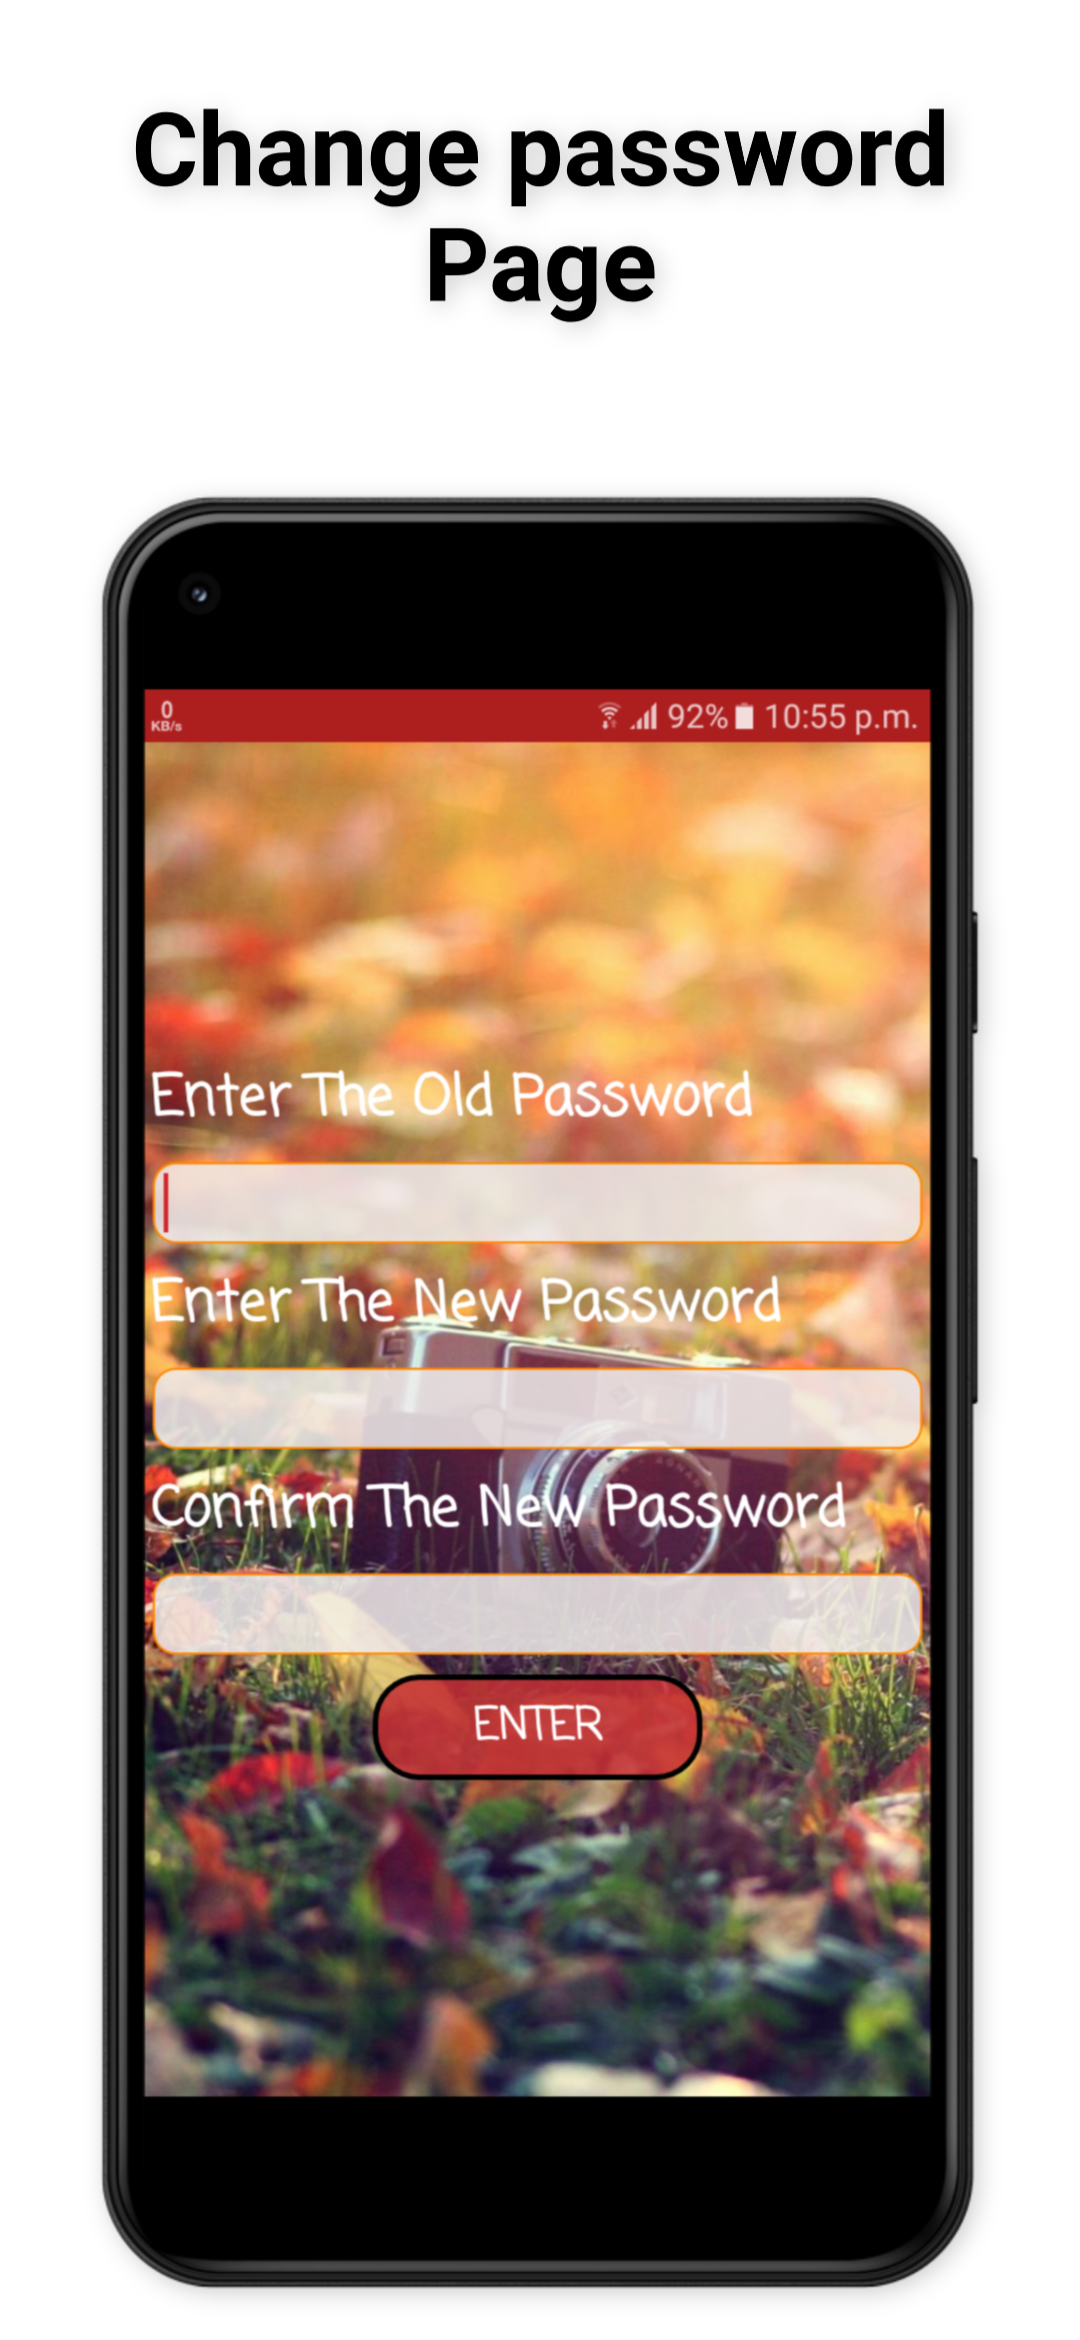 Change password
Page
0
KB/s
92% 10:55 p.m.
Enter The Old Password
Enter The New Password
Confirm The New Password
ENTER